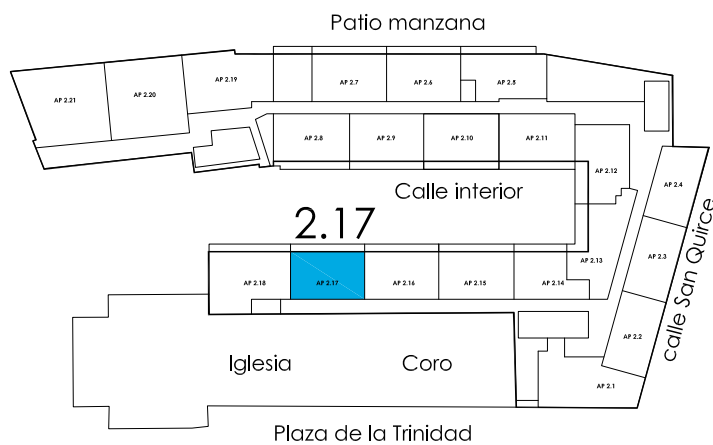 Patio manzana
AP 2.21
AP 2.20
AP 2.19
AP 2.7
AP 2.6
AP 2.5
AP 2.8
AP 2.9
AP 2.10
AP 2.11
AP 2.12
AP 2.4
Calle interior
2.17
AP 2.3
calle San Quirce
AP 2.18
AP 2.17
AP 2.16
AP 2.15
AP 2.14
AP 2.13
AP 2.2
Iglesia
Coro
AP 2.1
Plaza de la Trinidad